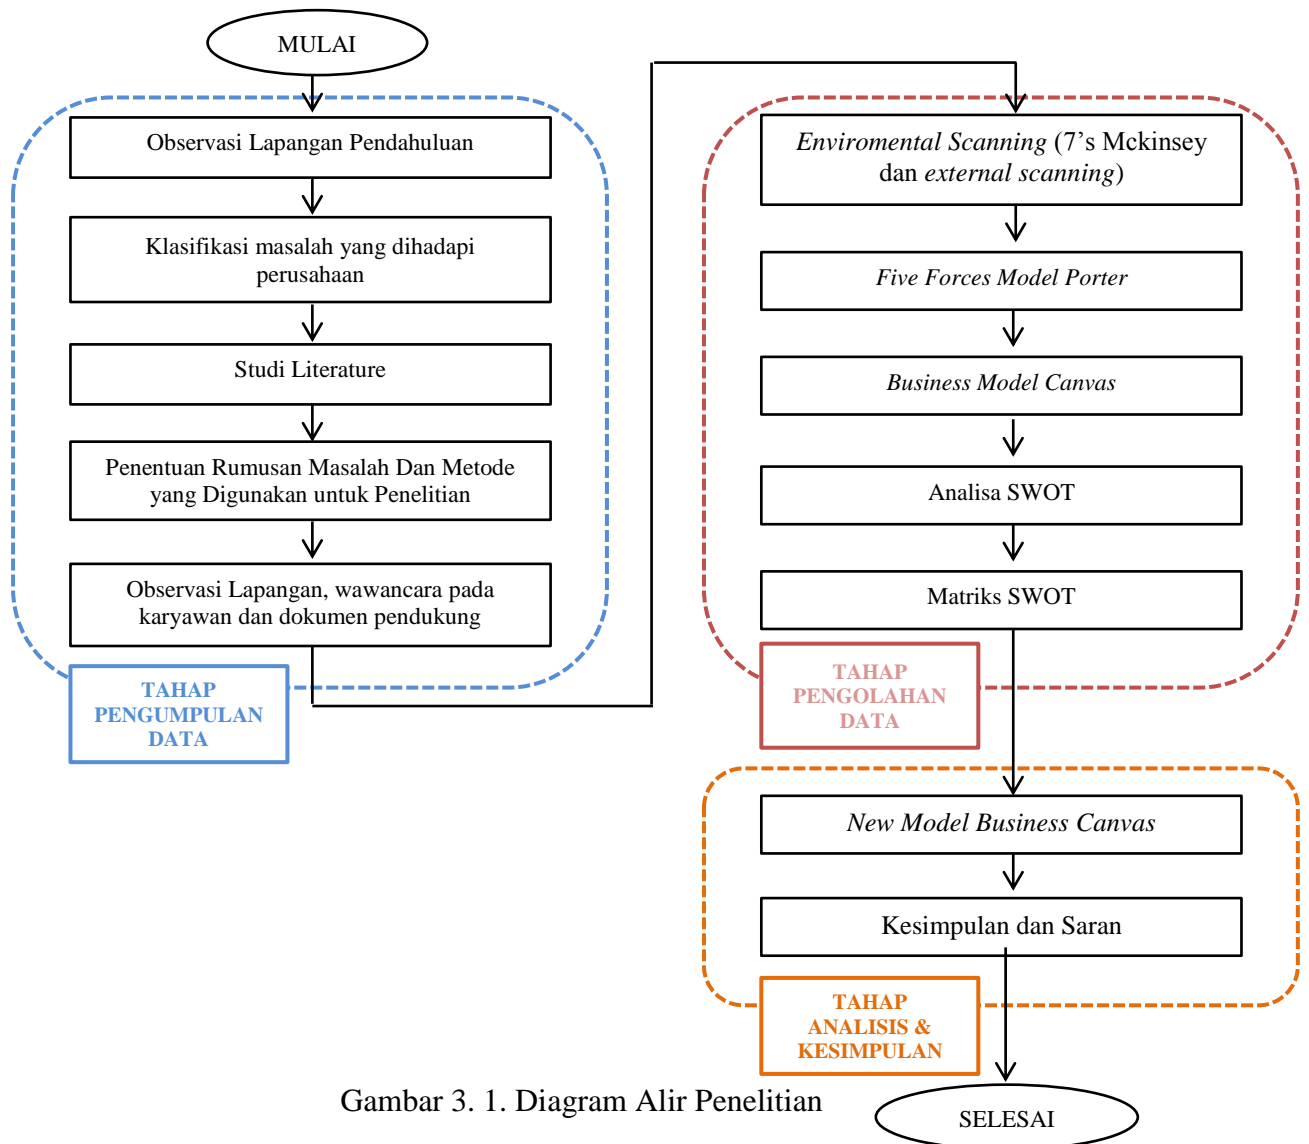 MULAI
Observasi Lapangan Pendahuluan
Klasifikasi masalah yang dihadapi
perusahaan
Studi Literature
Penentuan Rumusan Masalah Dan Metode
yang Digunakan untuk Penelitian
Observasi Lapangan, wawancara pada
karyawan dan dokumen pendukung
TAHAP
PENGUMPULAN
DATA
Enviromental Scanning (7’s Mckinsey
dan external scanning)
Five Forces Model Porter
Business Model Canvas
Analisa SWOT
Matriks SWOT
TAHAP
PENGOLAHAN
DATA
New Model Business Canvas
Kesimpulan dan Saran
TAHAP
ANALISIS &
KESIMPULAN
SELESAI
Gambar 3. 1. Diagram Alir Penelitian